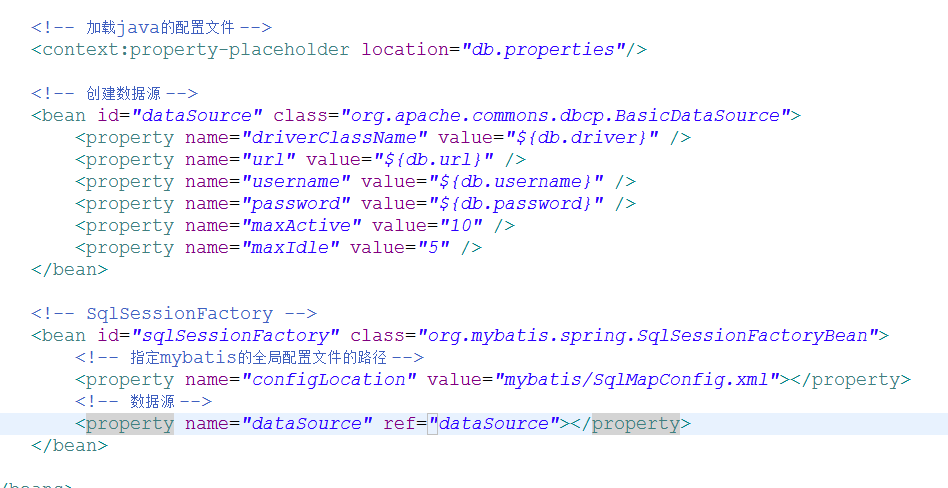 <!-- 加载java的配置文件 -->
<context:property-placeholder location="db.properties"/>
<!-- 创建数据源 -->
<bean id="dataSource" class="org.apache.commons.dbcp.BasicDataSource">
<property name="driverClassName" value="${db.driver}" />
<property name="url" value="${db.url}" />
<property name="username" value="${db.username}" />
<property name="password" value="${db.password}" />
<property name="maxActive" value="10" />
<property name="maxIdle" value="5" />
</bean>
<!-- SqlSessionFactory -->
<bean id="sqlSessionFactory" class="org.mybatis.spring.SqlSessionFactoryBean">
<!-- 指定mybatis的全局配置文件的路径 -->
<property name="configLocation" value="mybatis/SqlMapConfig.xml"></property>
<!-- 数据源 -->
<property name="dataSource" ref="dataSource"></property>
</bean>